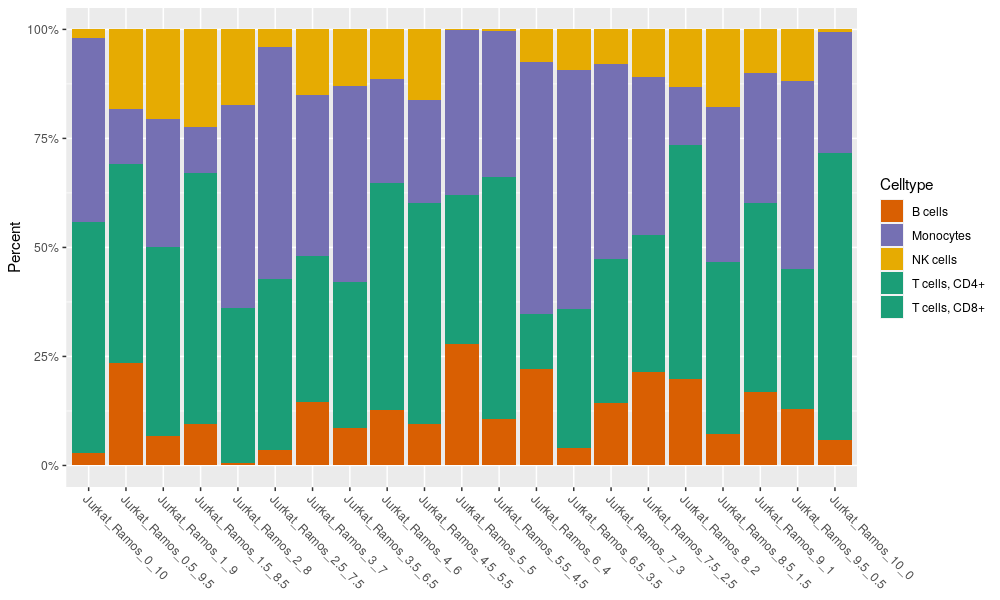 100%
75%
50%
25%
0%
Percent
Jurkat_Ramos_0_10
Jurkat_Ramos_0.5_9.5
Jurkat_Ramos_1_9
Jurkat_Ramos_1.5_8.5
Jurkat_Ramos_2_8
Jurkat_Ramos_2.5_7.5
Jurkat_Ramos_3_7
Jurkat_Ramos_3.5_6.5
Jurkat_Ramos_4_6
Jurkat_Ramos_4.5_5.5
Jurkat_Ramos_5_5
Jurkat_Ramos_5.5_4.5
Jurkat_Ramos_6_4
Jurkat_Ramos_6.5_3.5
Jurkat_Ramos_7_3
Jurkat_Ramos_7.5_2.5
Jurkat_Ramos_8_2
Jurkat_Ramos_8.5_1.5
Jurkat_Ramos_9_1
Jurkat_Ramos_9.5_0.5
Jurkat_Ramos_10_0
Celltype
B cells
Monocytes
NK cells
T cells, CD4+
T cells, CD8+